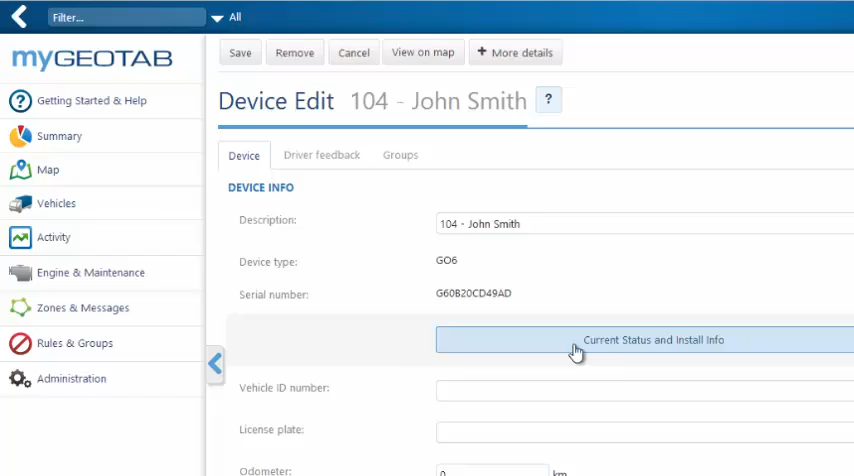 Filter... All
myGEOTAB
Getting Started & Help
Summary
Map
Vehicles
Activity
Engine & Maintenance
Zones & Messages
Rules & Groups
Administration
Save Remove Cancel View on map + More details
Device Edit 104 - John Smith ?
Device Driver feedback Groups
DEVICE INFO
Description: 104 - John Smith
Device type: GO6
Serial number: G60B20CD49AD
Current Status and Install Info
Vehicle ID number:
License plate:
Odometer: 0 km